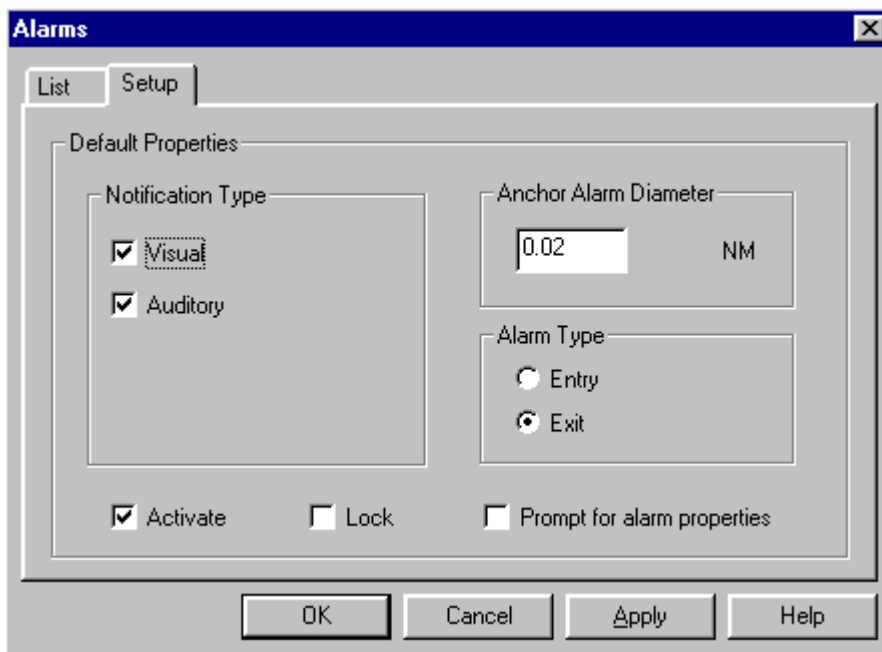 Alarms
List
Setup
Default Properties
Notification Type
Visual
Auditory
Anchor Alarm Diameter
0.02 NM
Alarm Type
Entry
Exit
Activate
Lock
Prompt for alarm properties
OK
Cancel
Apply
Help